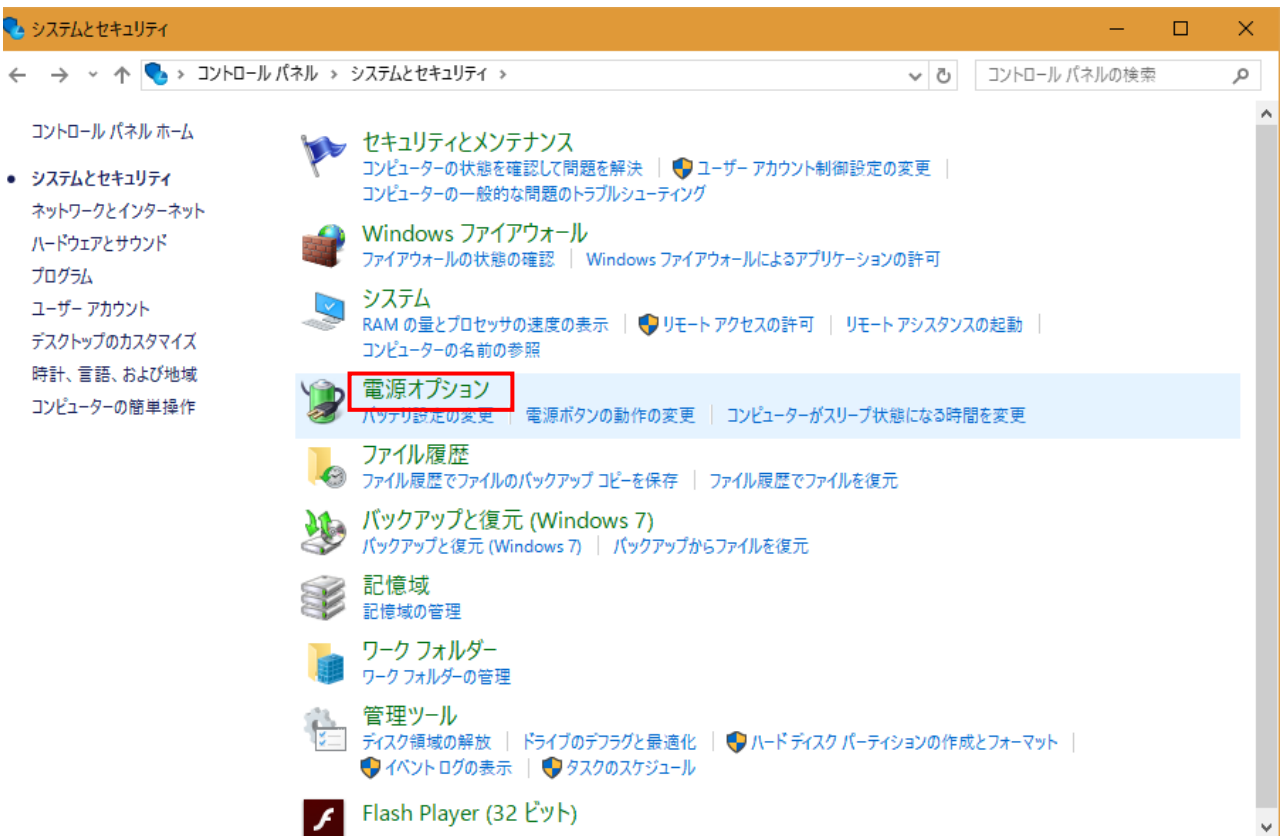 システムとセキュリティ
コントロール パネル › システムとセキュリティ ›
コントロール パネルの検索
コントロール パネル ホーム
システムとセキュリティ
ネットワークとインターネット
ハードウェアとサウンド
プログラム
ユーザー アカウント
デスクトップのカスタマイズ
時計、言語、および地域
コンピューターの簡単操作
セキュリティとメンテナンス
コンピューターの状態を確認して問題を解決 ユーザー アカウント制御設定の変更
コンピューターの一般的な問題のトラブルシューティング
Windows ファイアウォール
ファイアウォールの状態の確認 Windows ファイアウォールによるアプリケーションの許可
システム
RAM の量とプロセッサの速度の表示 リモート アクセスの許可 リモート アシスタンスの起動
コンピューターの名前の参照
電源オプション
バッテリ設定の変更 電源ボタンの動作の変更 コンピューターがスリープ状態になる時間を変更
ファイル履歴
ファイル履歴でファイルのバックアップ コピーを保存 ファイル履歴でファイルを復元
バックアップと復元 (Windows 7)
バックアップと復元 (Windows 7) バックアップからファイルを復元
記憶域
記憶域の管理
ワーク フォルダー
ワーク フォルダーの管理
管理ツール
ディスク領域の解放 ドライブのデフラグと最適化 ハード ディスク パーティションの作成とフォーマット
イベント ログの表示 タスクのスケジュール
Flash Player (32 ビット)